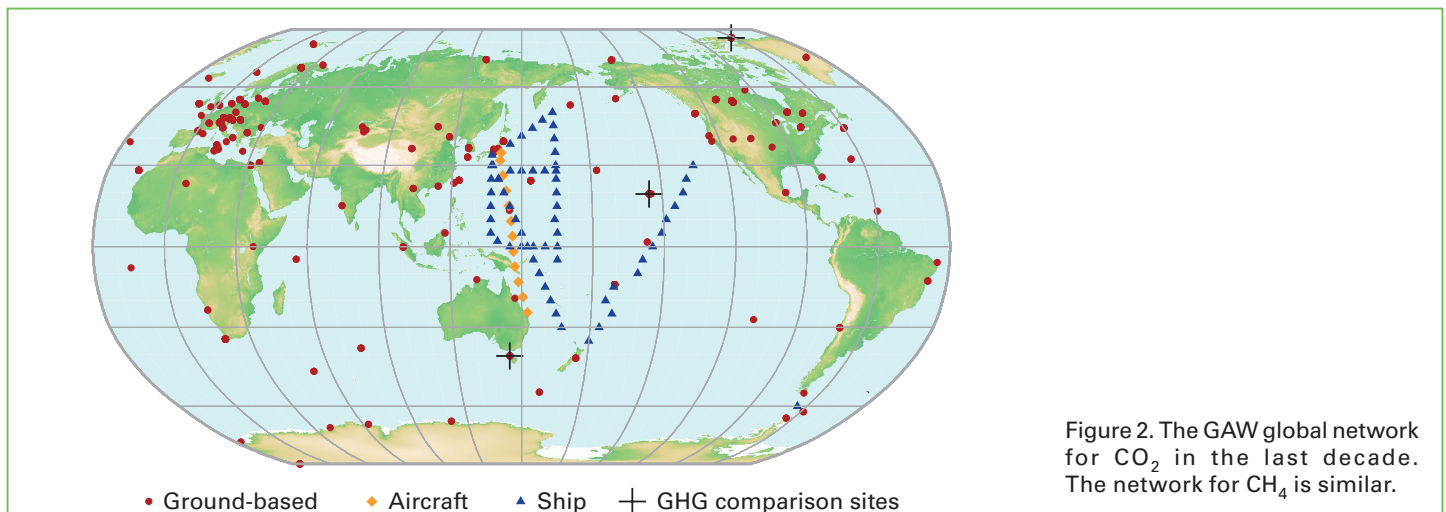 Ground-based Aircraft Ship GHG comparison sites
Figure 2. The GAW global network
for CO₂ in the last decade.
The network for CH₄ is similar.